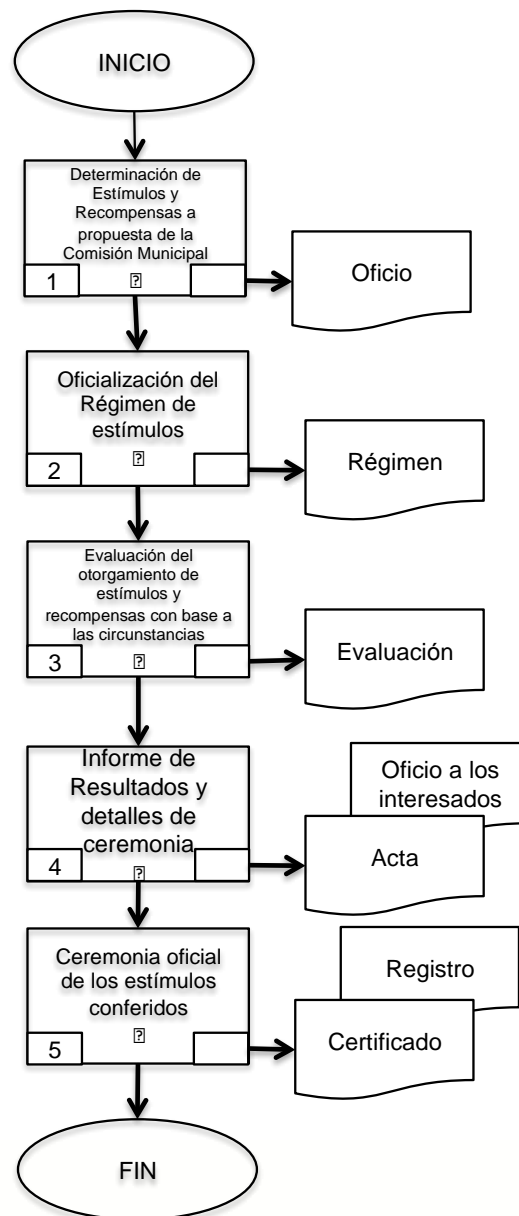 INICIO
Determinación de
Estímulos y
Recompensas a
propuesta de la
Comisión Municipal
1
Oficio
Oficialización del
Régimen de
estímulos
2
Régimen
Evaluación del
otorgamiento de
estímulos y
recompensas con base a
las circunstancias
3
Evaluación
Informe de
Resultados y
detalles de
ceremonia
4
Oficio a los
interesados
Acta
Ceremonia oficial
de los estímulos
conferidos
5
Registro
Certificado
FIN